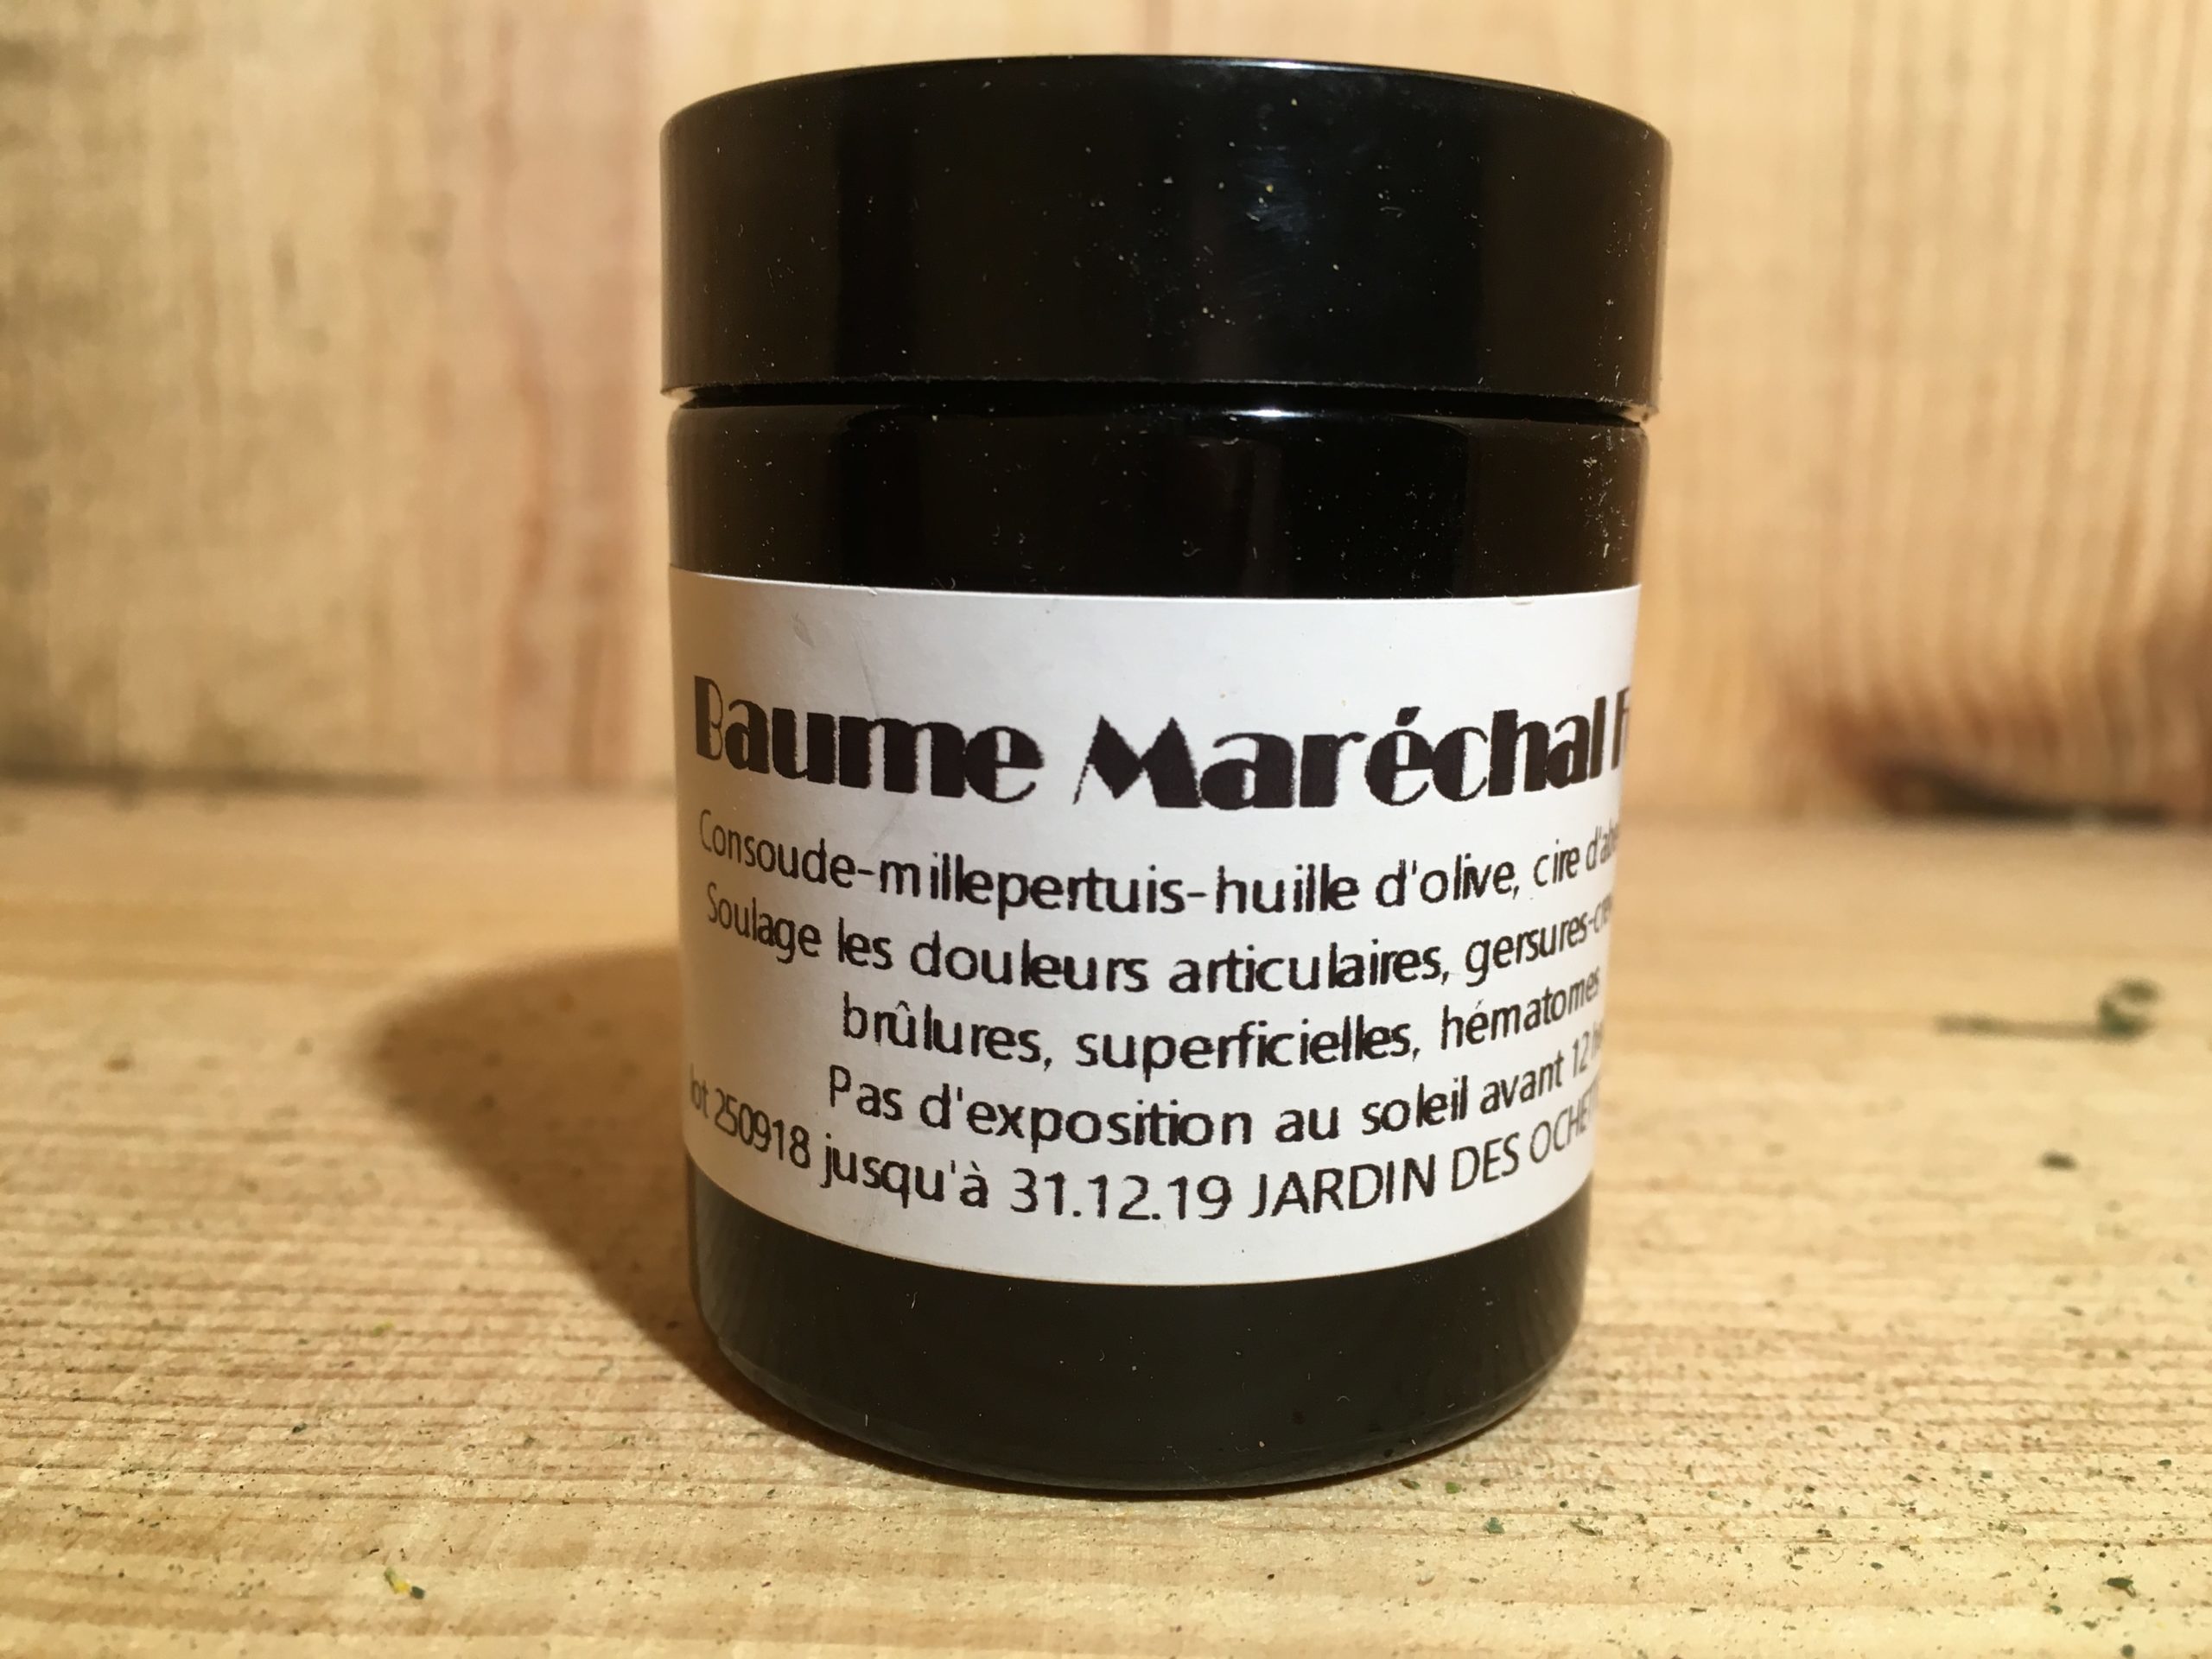 Baume Maréchal
Consoude-millepertuis-huille d'olive, cire
Soulage les douleurs articulaires, gersures-
brûlures, superficielles, hématomes
Pas d'exposition au soleil avant 12
lot 250918 jusqu'à 31.12.19 JARDIN DES